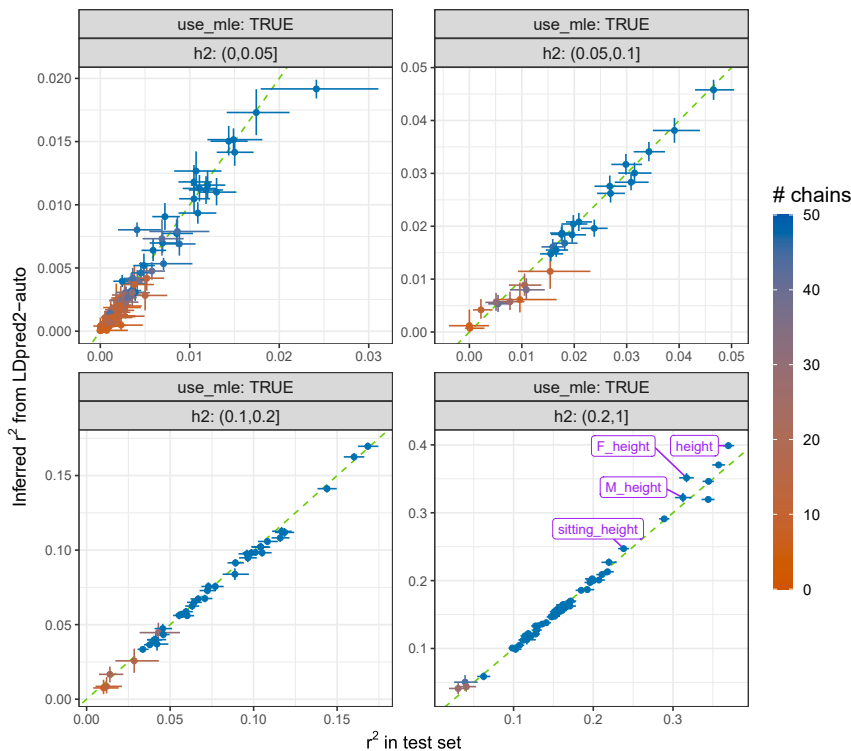 use_mle: TRUE
use_mle: TRUE
h2: (0,0.05]
h2: (0.05,0.1]
0.020
0.015
0.010
0.005
0.000
0.00
0.01
0.02
0.03
0.05
0.04
0.03
0.02
0.01
0.00
0.00
0.01
0.02
0.03
0.04
0.05
use_mle: TRUE
use_mle: TRUE
h2: (0.1,0.2]
h2: (0.2,1]
0.15
0.10
0.05
0.00
0.00
0.05
0.10
0.15
0.4
0.3
0.2
0.1
0.1
0.2
0.3
F_height
height
M_height
sitting_height
Inferred r² from LDpred2−auto
r² in test set
# chains
50
40
30
20
10
0